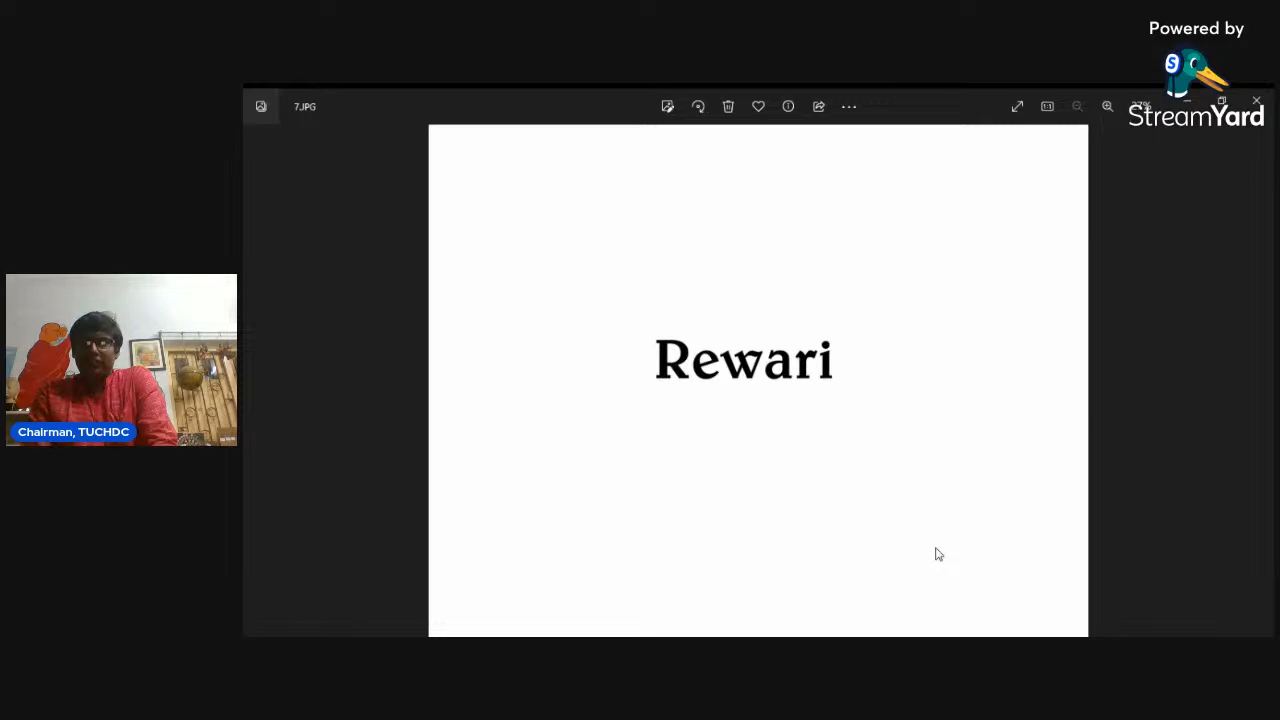 Powered by
StreamYard
7.JPG
Rewari
Chairman, TUCHDC